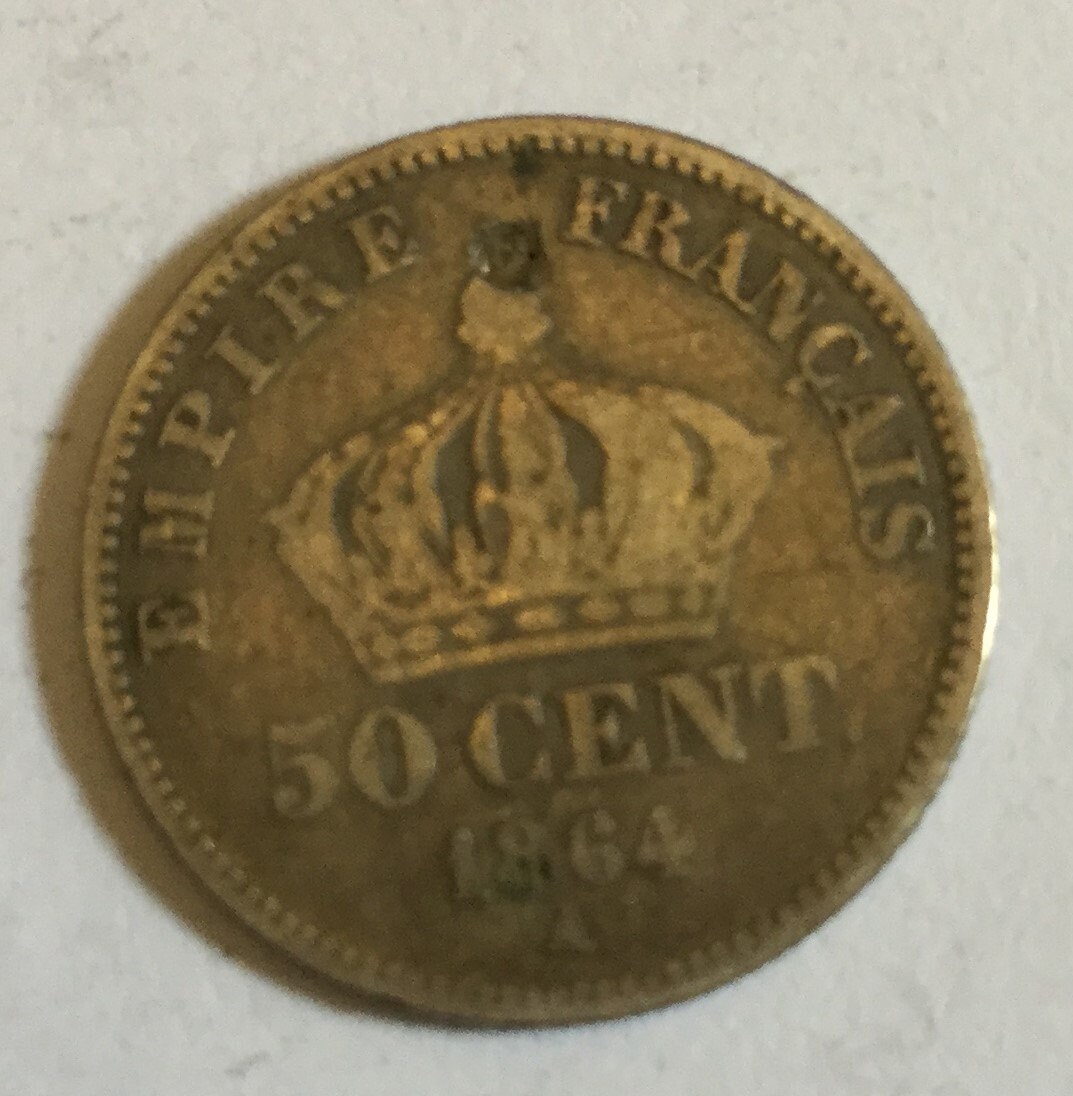 EMPIRE FRANÇAIS
50 CENT.
1864
A